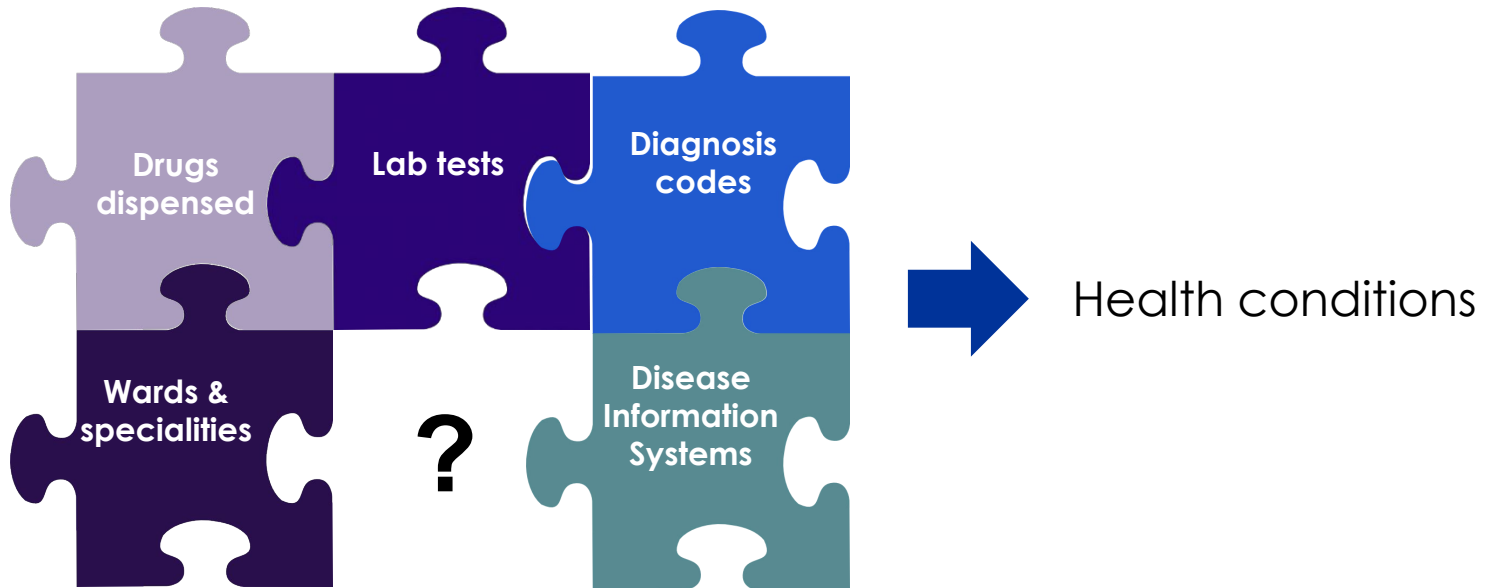 Drugs
dispensed
Lab tests
Diagnosis
codes
Wards &
specialities
?
Disease
Information
Systems
Health conditions